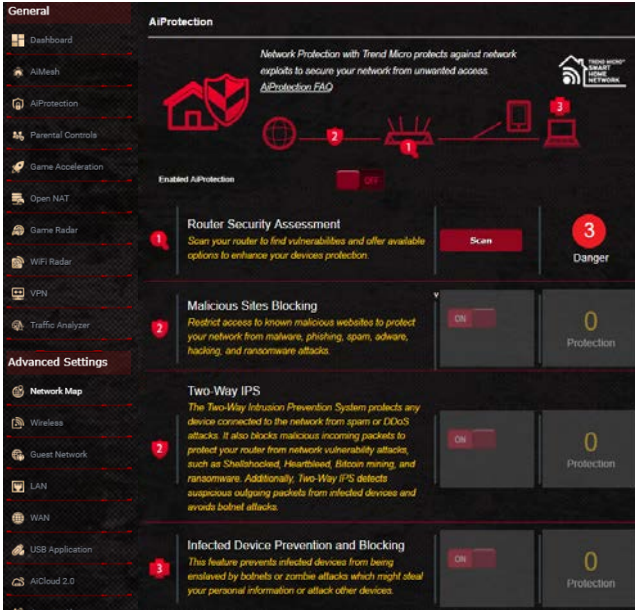 General
Dashboard
AiMesh
AiProtection
Parental Controls
Game Acceleration
Open NAT
Game Radar
WiFi Radar
VPN
Traffic Analyzer
Advanced Settings
Network Map
Wireless
Guest Network
LAN
WAN
USB Application
AiCloud 2.0
AiProtection
Network Protection with Trend Micro protects against network
exploits to secure your network from unwanted access.
AiProtection FAQ
TREND MICRO™
SMART
HOME
NETWORK
3
2
1
Enabled AiProtection
OFF
1
Router Security Assessment
Scan your router to find vulnerabilities and offer available
options to enhance your devices protection.
Scan
3
Danger
2
Malicious Sites Blocking
Restrict access to known malicious websites to protect
your network from malware, phishing, spam, adware,
hacking, and ransomware attacks.
v
ON
0
Protection
2
Two-Way IPS
The Two-Way Intrusion Prevention System protects any
device connected to the network from spam or DDoS
attacks. It also blocks malicious incoming packets to
protect your router from network vulnerability attacks,
such as Shellshocked, Heartbleed, Bitcoin mining, and
ransomware. Additionally, Two-Way IPS detects
suspicious outgoing packets from infected devices and
avoids botnet attacks.
ON
0
Protection
3
Infected Device Prevention and Blocking
This feature prevents infected devices from being
enslaved by botnets or zombie attacks which might steal
your personal information or attack other devices.
ON
0
Protection